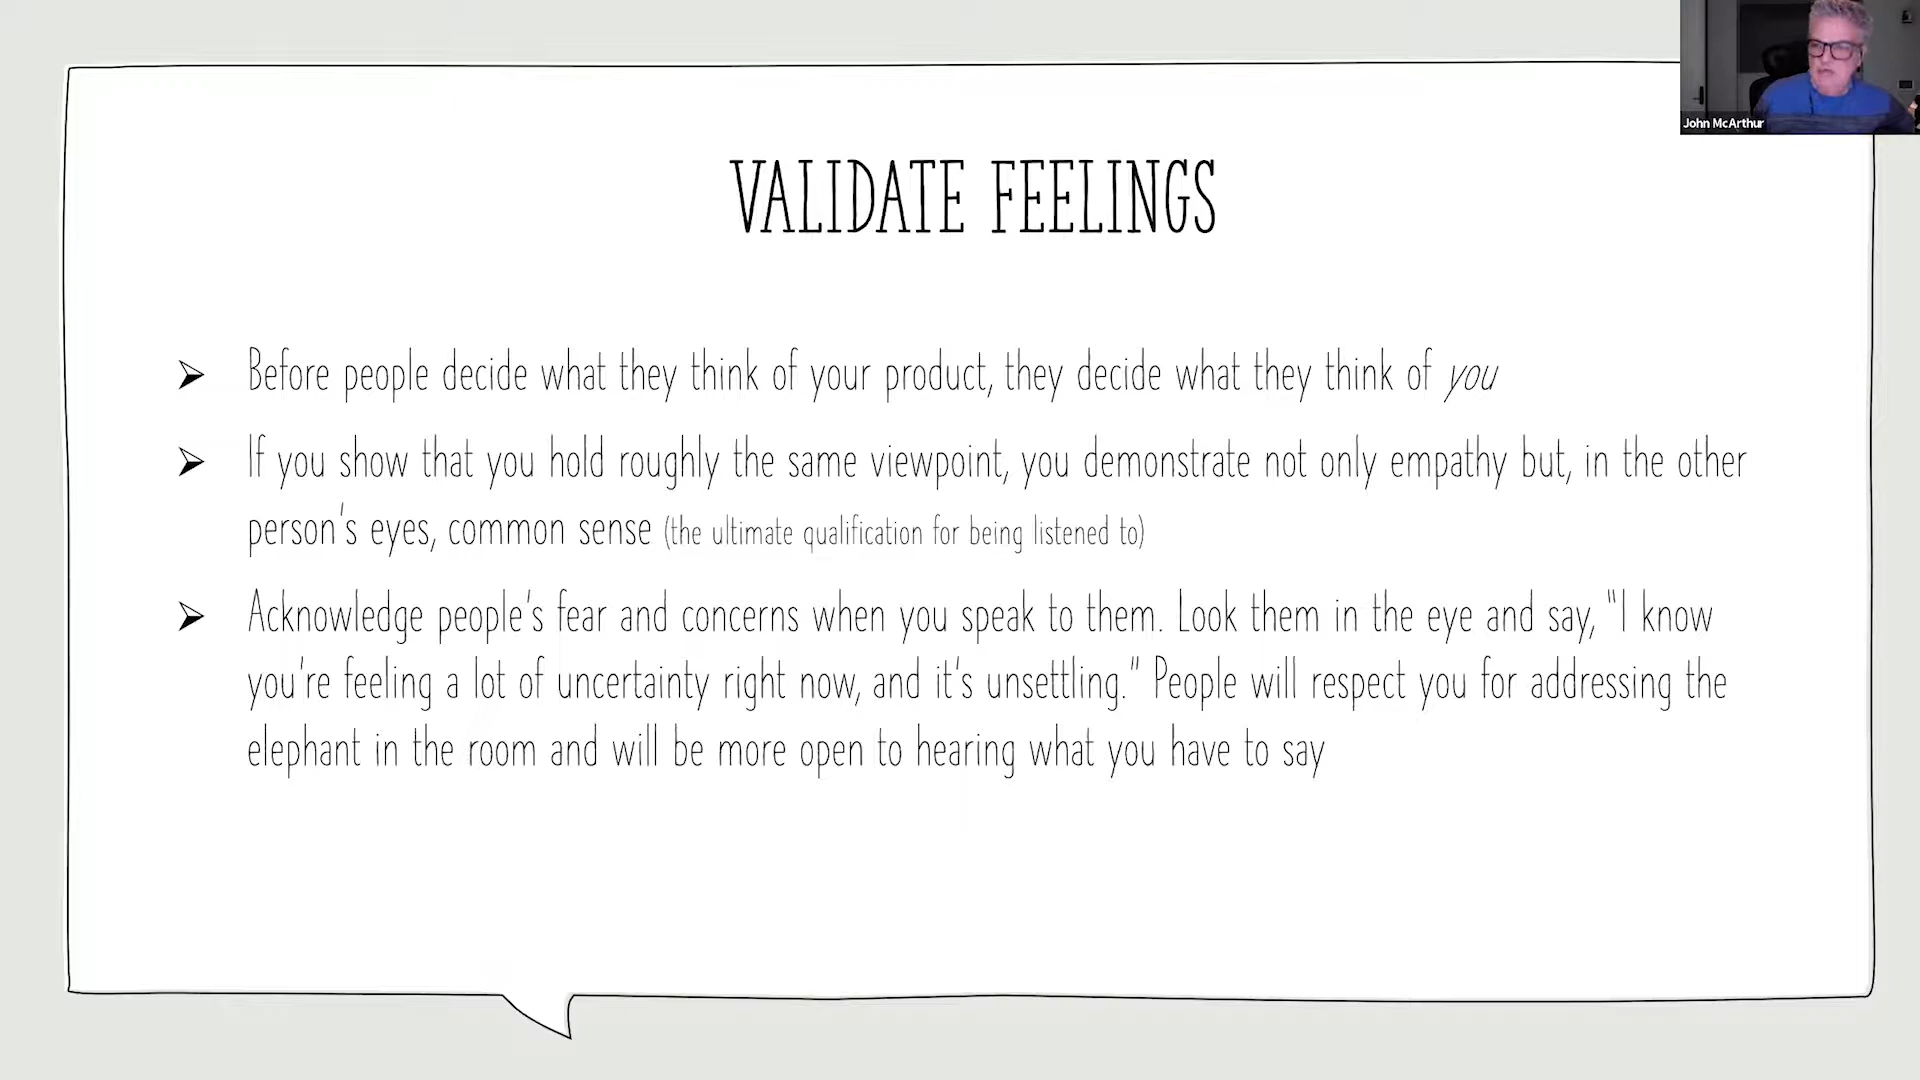 VALIDATE FEELINGS
Before people decide what they think of your product, they decide what they think of you
If you show that you hold roughly the same viewpoint, you demonstrate not only empathy but, in the other
person's eyes, common sense (the ultimate qualification for being listened to)
Acknowledge people's fear and concerns when you speak to them. Look them in the eye and say, "I know
you're feeling a lot of uncertainty right now, and it's unsettling." People will respect you for addressing the
elephant in the room and will be more open to hearing what you have to say
John McArthur